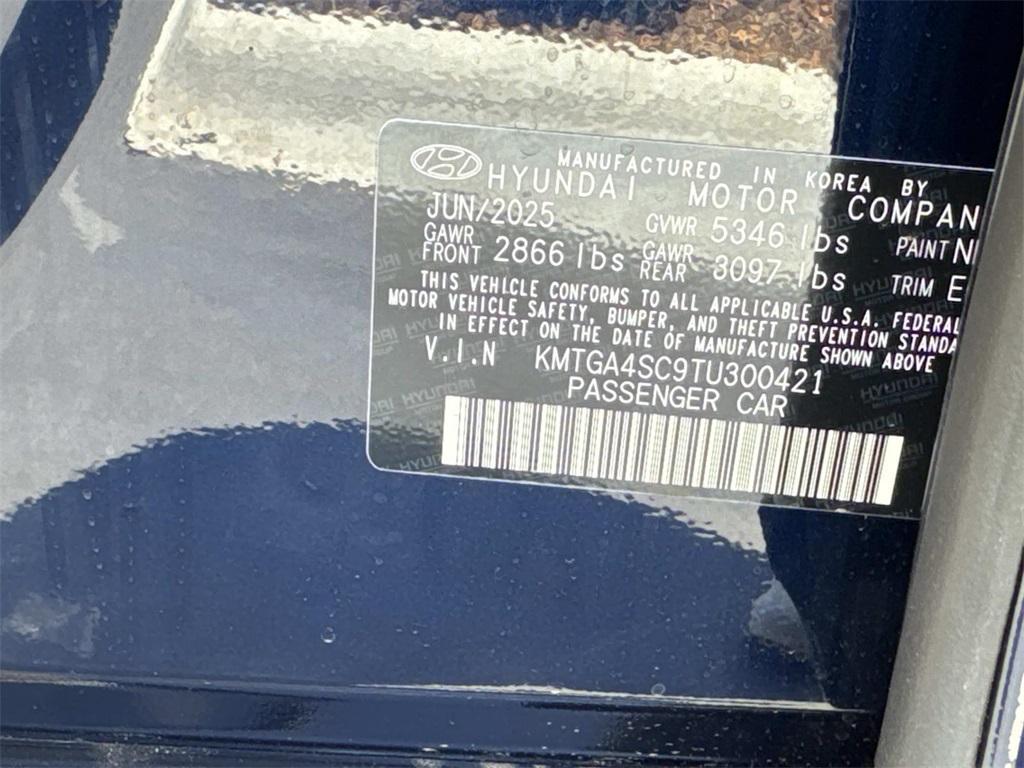 MANUFACTURED IN KOREA BY
HYUNDAI MOTOR COMPAN
JUN/2025 GVWR 5346 lbs PAINT N
GAWR FRONT 2866 lbs GAWR REAR 3097 lbs TRIM E
THIS VEHICLE CONFORMS TO ALL APPLICABLE U.S.A. FEDERAL
MOTOR VEHICLE SAFETY, BUMPER, AND THEFT PREVENTION STANDA
IN EFFECT ON THE DATE OF MANUFACTURE SHOWN ABOVE
V.I.N KMTGA4SC9TU300421
PASSENGER CAR